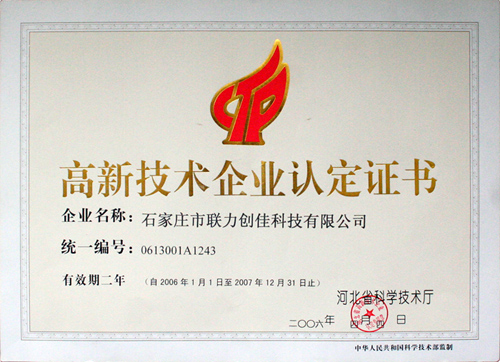 高新技术企业认定证书
企业名称：石家庄市联力创佳科技有限公司
统一编号：0613001A1243
有效期二年（自2006年1月1日至2007年12月31日止）
河北省科学技术厅
二〇〇六年 四月四日
中华人民共和国科学技术部监制